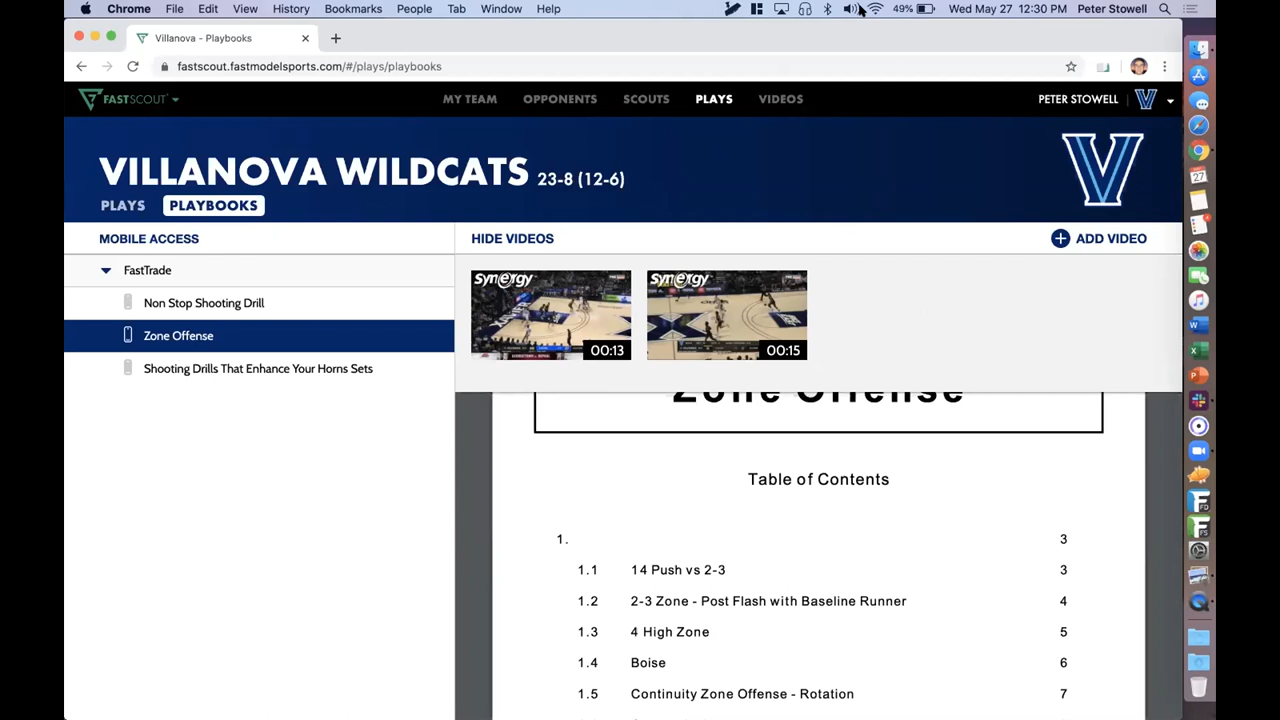 Chrome File Edit View History Bookmarks People Tab Window Help 49% Wed May 27 12:30 PM Peter Stowell
Villanova - Playbooks
fastscout.fastmodelsports.com/#/plays/playbooks
FASTSCOUT MY TEAM OPPONENTS SCOUTS PLAYS VIDEOS PETER STOWELL
VILLANOVA WILDCATS 23-8 (12-6)
PLAYS PLAYBOOKS
MOBILE ACCESS HIDE VIDEOS ADD VIDEO
FastTrade
Non Stop Shooting Drill
Zone Offense
Shooting Drills That Enhance Your Horns Sets
Synergy Synergy
00:13 00:15
Zone Offense
Table of Contents
1. 3
1.1 14 Push vs 2-3 3
1.2 2-3 Zone - Post Flash with Baseline Runner 4
1.3 4 High Zone 5
1.4 Boise 6
1.5 Continuity Zone Offense - Rotation 7